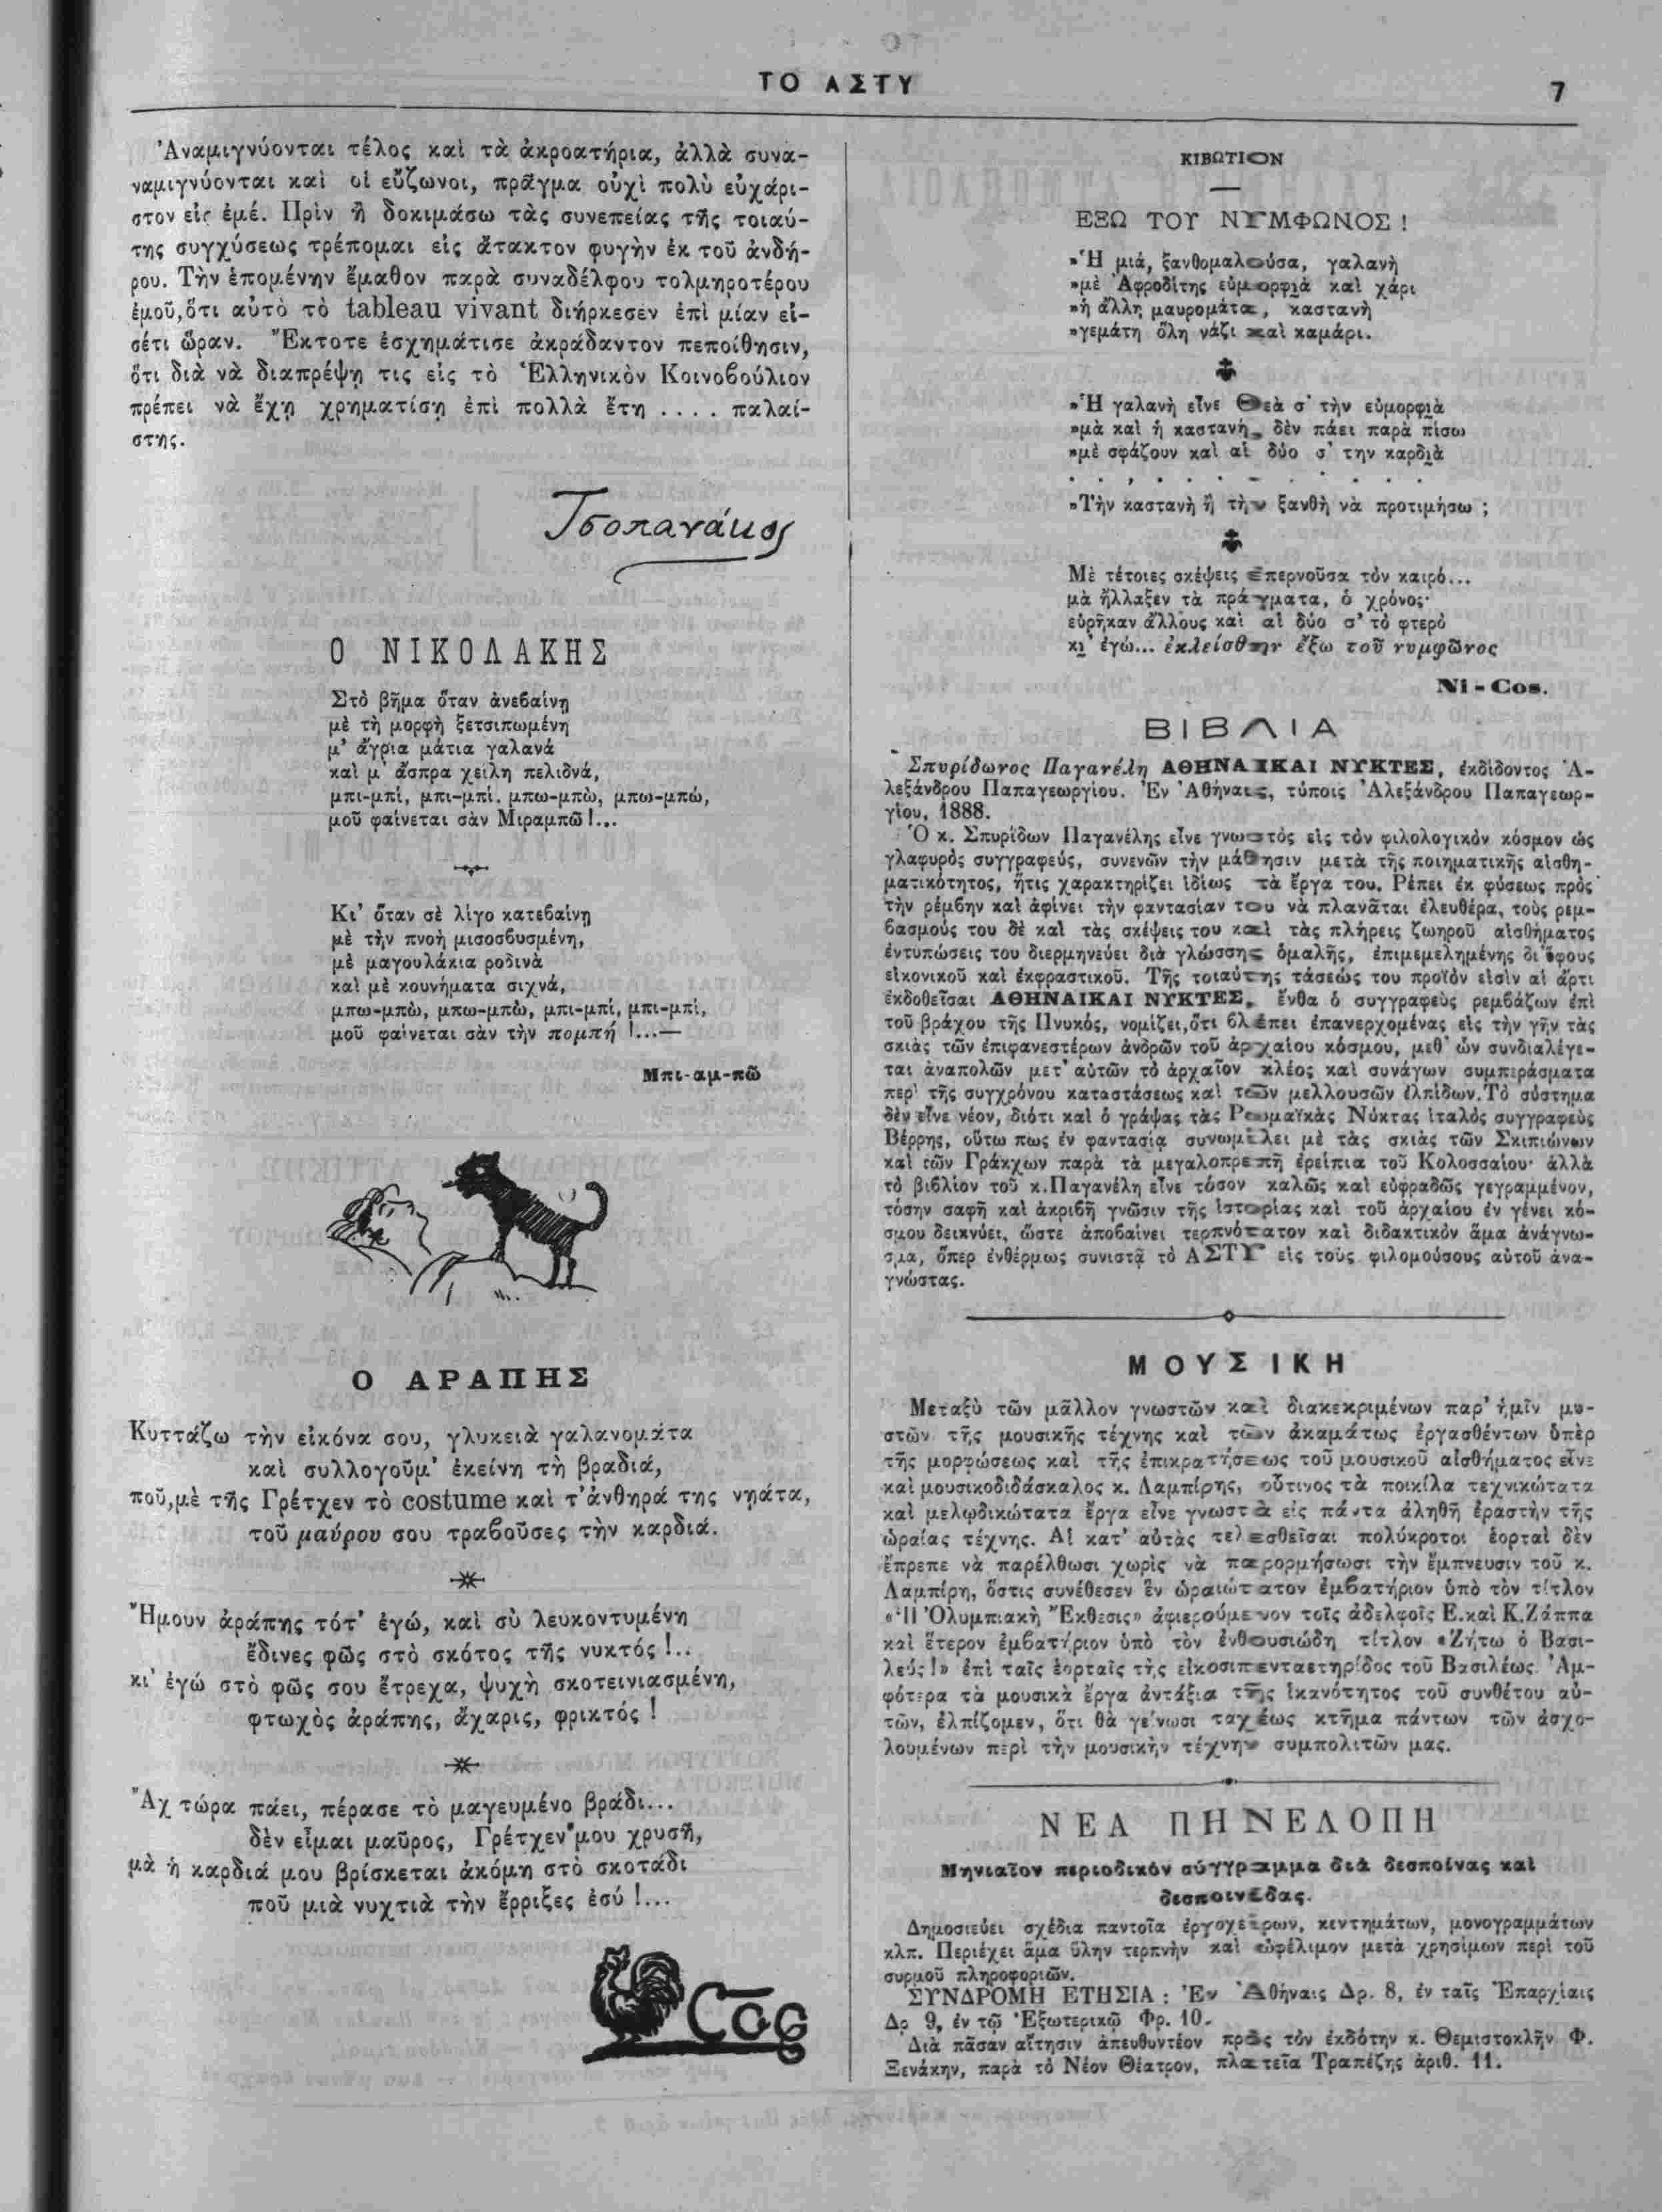 ΤΟ ΑΣΤΥ
7
Ἀναμιγνύονται τέλος καὶ τὰ ἀκροατήρια, ἀλλὰ συνα-
ναμιγνύονται καὶ οἱ εὔζωνοι, πρᾶγμα οὐχὶ πολὺ εὐχάρι-
στον εἰς ἐμέ. Πρὶν ἢ δοκιμάσω τὰς συνεπείας τῆς τοιαύ-
της συγχύσεως τρέπομαι εἰς ἄτακτον φυγὴν ἐκ τοῦ ἀνδή-
ρου. Τὴν ἑπομένην ἔμαθον παρὰ συναδέλφου τολμηροτέρου
ἐμοῦ,ὅτι αὐτὸ τὸ tableau vivant διήρκεσεν ἐπὶ μίαν εἰ-
σέτι ὥραν. Ἔκτοτε ἐσχημάτισε ἀκράδαντον πεποίθησιν,
ὅτι διὰ νὰ διαπρέψῃ τις εἰς τὸ Ἑλληνικὸν Κοινοβούλιον
πρέπει νὰ ἔχῃ χρηματίσῃ ἐπὶ πολλὰ ἔτη .... παλαί-
στης.
Τσοπανάκος
Ο ΝΙΚΟΛΑΚΗΣ
Στὸ βῆμα ὅταν ἀνεβαίνῃ
μὲ τὴ μορφὴ ξετσιπωμένη
μ' ἄγρια μάτια γαλανά
καὶ μ' ἄσπρα χείλη πελιδνά,
μπι-μπί, μπι-μπί. μπω-μπὼ, μπω-μπώ,
μοῦ φαίνεται σὰν Μιραμπῶ!...
Κι' ὅταν σὲ λίγο κατεβαίνῃ
μὲ τὴν πνοὴ μισοσβυσμένη,
μὲ μαγουλάκια ροδινὰ
καὶ μὲ κουνήματα σιχνά,
μπω-μπὼ, μπω-μπὼ, μπι-μπί, μπι-μπί,
μοῦ φαίνεται σὰν τὴν πομπή !...—
Μπι-αμ-πῶ
Ο ΑΡΑΠΗΣ
Κυττάζω τὴν εἰκόνα σου, γλυκειὰ γαλανομάτα
καὶ συλλογοῦμ' ἐκείνη τὴ βραδιά,
ποῦ,μὲ τῆς Γρέτχεν τὸ costume καὶ τ'ἀνθηρά της νῃάτα,
τοῦ μαύρου σου τραβοῦσες τὴν καρδιά.
Ἤμουν ἀράπης τότ' ἐγώ, καὶ σὺ λευκοντυμένη
ἔδινες φῶς στὸ σκότος τῆς νυκτός !..
κι' ἐγώ στὸ φῶς σου ἔτρεχα, ψυχὴ σκοτεινιασμένη,
φτωχὸς ἀράπης, ἄχαρις, φρικτός !
Ἄχ τώρα πάει, πέρασε τὸ μαγευμένο βράδι...
δὲν εἶμαι μαῦρος, Γρέτχεν μου χρυσῆ,
μὰ ἡ καρδιά μου βρίσκεται ἀκόμη στὸ σκοτάδι
ποῦ μιὰ νυχτιὰ τὴν ἔρριξες ἐσύ !...
Cog
ΚΙΒΩΤΙΟΝ
ΕΞΩ ΤΟΥ ΝΥΜΦΩΝΟΣ !
»Ἡ μιά, ξανθομαλοῦσα, γαλανὴ
»μὲ Ἀφροδίτης εὐμορφιὰ καὶ χάρι
»ἡ ἄλλη μαυρομάτα, καστανὴ
»γεμάτη ὅλη νάζι καὶ καμάρι.
»Ἡ γαλανὴ εἶνε Θεὰ σ' τὴν εὐμορφιὰ
»μὰ καὶ ἡ καστανή, δὲν πάει παρὰ πίσω
»μὲ σφάζουν καὶ αἱ δύο σ' την καρδιὰ
. . . . . . . . . . . .
»Τὴν καστανὴ ἢ τὴν ξανθὴ νὰ προτιμήσω ;
Μὲ τέτοιες σκέψεις ἐπερνοῦσα τὸν καιρό...
μὰ ἤλλαξεν τὰ πράγματα, ὁ χρόνος·
εὑρῆκαν ἄλλους καὶ αἱ δύο σ' τὸ φτερὸ
κι' ἐγώ... ἐκλείσθην ἔξω τοῦ νυμφῶνος
Ni-Cos.
ΒΙΒΛΙΑ
Σπυρίδωνος Παγανέλη ΑΘΗΝΑΪΚΑΙ ΝΥΚΤΕΣ, ἐκδίδοντος Ἀ-
λεξάνδρου Παπαγεωργίου. Ἐν Ἀθήναις, τύποις Ἀλεξάνδρου Παπαγεωρ-
γίου, 1888.
Ὁ κ. Σπυρίδων Παγανέλης εἶνε γνωστὸς εἰς τὸν φιλολογικὸν κόσμον ὡς
γλαφυρὸς συγγραφεύς, συνενῶν τὴν μάθησιν μετὰ τῆς ποιηματικῆς αἰσθη-
ματικότητος, ἥτις χαρακτηρίζει ἰδίως τὰ ἔργα του. Ρέπει ἐκ φύσεως πρὸς
τὴν ρέμβην καὶ ἀφίνει τὴν φαντασίαν του νὰ πλανᾶται ἐλευθέρα, τοὺς ρεμ-
βασμούς του δὲ καὶ τὰς σκέψεις του καὶ τὰς πλήρεις ζωηροῦ αἰσθήματος
ἐντυπώσεις του διερμηνεύει διὰ γλώσσης ὁμαλῆς, ἐπιμεμελημένης δι' ὕφους
εἰκονικοῦ καὶ ἐκφραστικοῦ. Τῆς τοιαύτης τάσεώς του προϊὸν εἰσὶν αἱ ἄρτι
ἐκδοθεῖσαι ΑΘΗΝΑΙΚΑΙ ΝΥΚΤΕΣ, ἔνθα ὁ συγγραφεὺς ρεμβάζων ἐπὶ
τοῦ βράχου τῆς Πνυκός, νομίζει,ὅτι βλέπει ἐπανερχομένας εἰς τὴν γῆν τὰς
σκιὰς τῶν ἐπιφανεστέρων ἀνδρῶν τοῦ ἀρχαίου κόσμου, μεθ' ὧν συνδιαλέγε-
ται ἀναπολῶν μετ' αὐτῶν τὸ ἀρχαῖον κλέος καὶ συνάγων συμπεράσματα
περὶ τῆς συγχρόνου καταστάσεως καὶ τῶν μελλουσῶν ἐλπίδων.Τὸ σύστημα
δὲν εἶνε νέον, διότι καὶ ὁ γράψας τὰς Ρωμαϊκὰς Νύκτας ἰταλὸς συγγραφεὺς
Βέρρης, οὕτω πως ἐν φαντασίᾳ συνωμίλει μὲ τὰς σκιὰς τῶν Σκιπιώνων
καὶ τῶν Γράκχων παρὰ τὰ μεγαλοπρεπῆ ἐρείπια τοῦ Κολοσσαίου· ἀλλὰ
τὸ βιβλίον τοῦ κ.Παγανέλη εἶνε τόσον καλῶς καὶ εὐφραδῶς γεγραμμένον,
τόσην σαφῆ καὶ ἀκριβῆ γνῶσιν τῆς ἱστορίας καὶ τοῦ ἀρχαίου ἐν γένει κό-
σμου δεικνύει, ὥστε ἀποβαίνει τερπνότατον καὶ διδακτικὸν ἅμα ἀνάγνω-
σμα, ὅπερ ἐνθέρμως συνιστᾷ τὸ ΑΣΤΥ εἰς τοὺς φιλομούσους αὐτοῦ ἀνα-
γνώστας.
ΜΟΥΣΙΚΗ
Μεταξὺ τῶν μᾶλλον γνωστῶν καὶ διακεκριμένων παρ' ἡμῖν μυ-
στῶν τῆς μουσικῆς τέχνης καὶ τῶν ἀκαμάτως ἐργασθέντων ὑπὲρ
τῆς μορφώσεως καὶ τῆς ἐπικρατήσεως τοῦ μουσικοῦ αἰσθήματος εἶνε
καὶ μουσικοδιδάσκαλος κ. Λαμπίρης, οὕτινος τὰ ποικίλα τεχνικώτατα
καὶ μελῳδικώτατα ἔργα εἶνε γνωστὰ εἰς πάντα ἀληθῆ ἐραστὴν τῆς
ὡραίας τέχνης. Αἱ κατ' αὐτὰς τελεσθεῖσαι πολύκροτοι ἑορταὶ δὲν
ἔπρεπε νὰ παρέλθωσι χωρὶς νὰ παρορμήσωσι τὴν ἔμπνευσιν τοῦ κ.
Λαμπίρη, ὅστις συνέθεσεν ἓν ὡραιότατον ἐμβατήριον ὑπὸ τὸν τίτλον
«Ἡ Ὀλυμπιακὴ Ἔκθεσις» ἀφιερούμενον τοῖς ἀδελφοῖς Ε.καὶ Κ.Ζάππα
καὶ ἕτερον ἐμβατήριον ὑπὸ τὸν ἐνθουσιώδη τίτλον «Ζήτω ὁ Βασι-
λεύς!» ἐπὶ ταῖς ἑορταῖς τῆς εἰκοσιπενταετηρίδος τοῦ Βασιλέως. Ἀμ-
φότερα τὰ μουσικὰ ἔργα ἀντάξια τῆς ἱκανότητος τοῦ συνθέτου αὐ-
τῶν, ἐλπίζομεν, ὅτι θὰ γείνωσι ταχέως κτῆμα πάντων τῶν ἀσχο-
λουμένων περὶ τὴν μουσικὴν τέχνην συμπολιτῶν μας.
ΝΕΑ ΠΗΝΕΛΟΠΗ
Μηνιαῖον περιοδικὸν σύγγραμμα διὰ δεσποίνας καὶ
δεσποινίδας.
Δημοσιεύει σχέδια παντοῖα ἐργοχείρων, κεντημάτων, μονογραμμάτων
κλπ. Περιέχει ἅμα ὕλην τερπνὴν καὶ ὠφέλιμον μετὰ χρησίμων περὶ τοῦ
συρμοῦ πληροφοριῶν.
ΣΥΝΔΡΟΜΗ ΕΤΗΣΙΑ : Ἐν Ἀθήναις Δρ. 8, ἐν ταῖς Ἐπαρχίαις
Δρ 9, ἐν τῷ Ἐξωτερικῷ Φρ. 10.
Διὰ πᾶσαν αἴτησιν ἀπευθυντέον πρὸς τὸν ἐκδότην κ. Θεμιστοκλῆν Φ.
Ξενάκην, παρὰ τὸ Νέον Θέατρον, πλατεῖα Τραπέζης ἀριθ. 11.